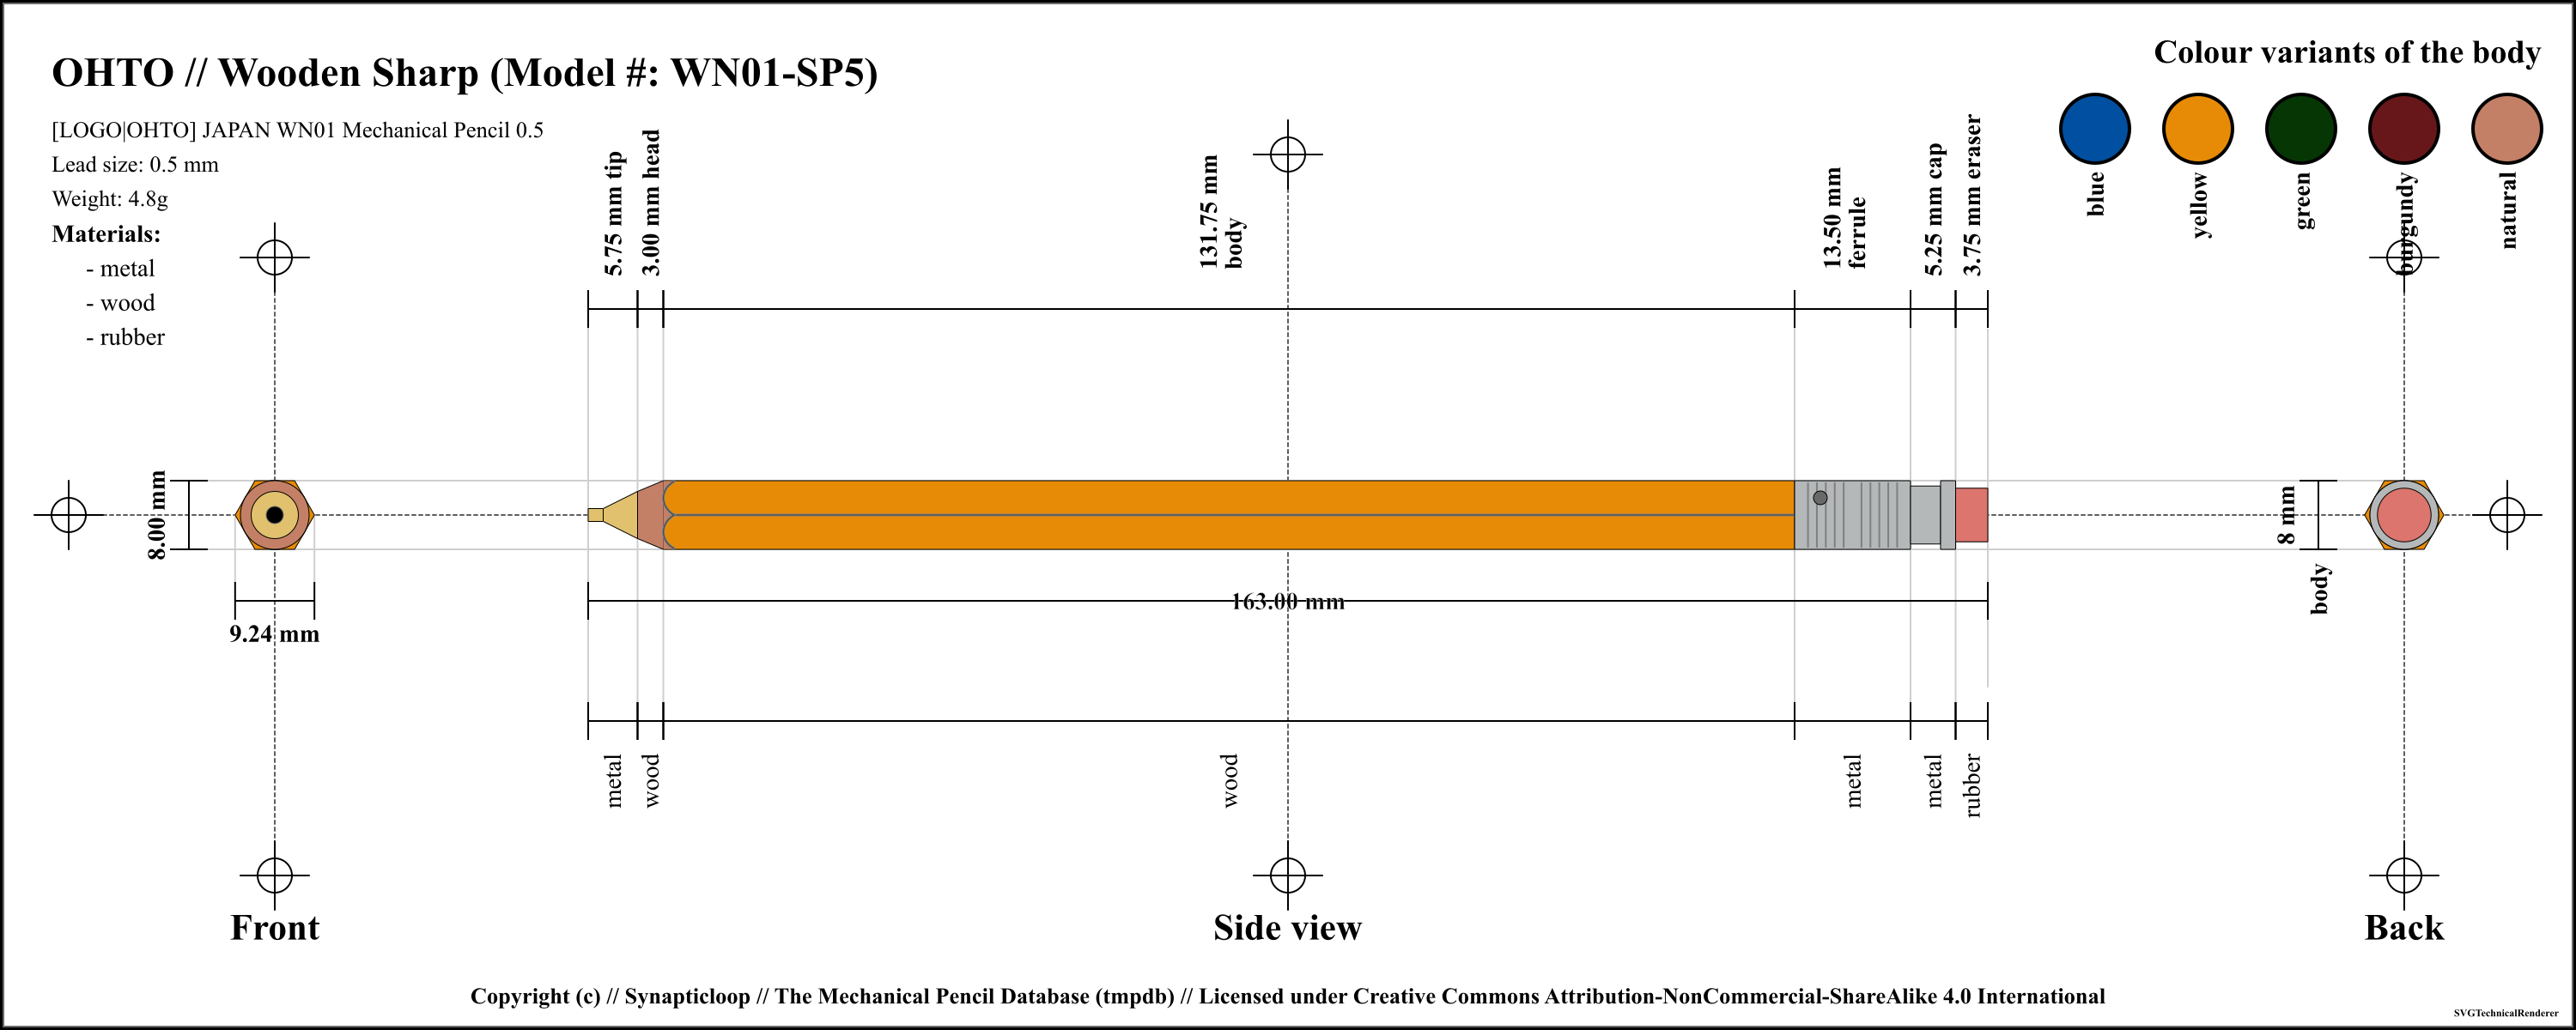 OHTO // Wooden Sharp (Model #: WN01-SP5)
[LOGO|OHTO] JAPAN WN01 Mechanical Pencil 0.5
Lead size: 0.5 mm
Weight: 4.8g
Materials:
- metal
- wood
- rubber
Colour variants of the body
blue
yellow
green
burgundy
natural
5.75 mm tip
3.00 mm head
131.75 mm
body
13.50 mm
ferrule
5.25 mm cap
3.75 mm eraser
8.00 mm
9.24 mm
163.00 mm
8 mm
body
metal
wood
wood
metal
metal
rubber
Front
Side view
Back
Copyright (c) // Synapticloop // The Mechanical Pencil Database (tmpdb) // Licensed under Creative Commons Attribution-NonCommercial-ShareAlike 4.0 International
SVGTechnicalRenderer